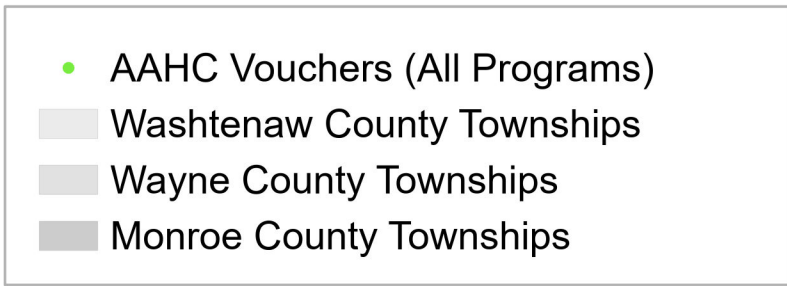 AAHC Vouchers (All Programs)
Washtenaw County Townships
Wayne County Townships
Monroe County Townships